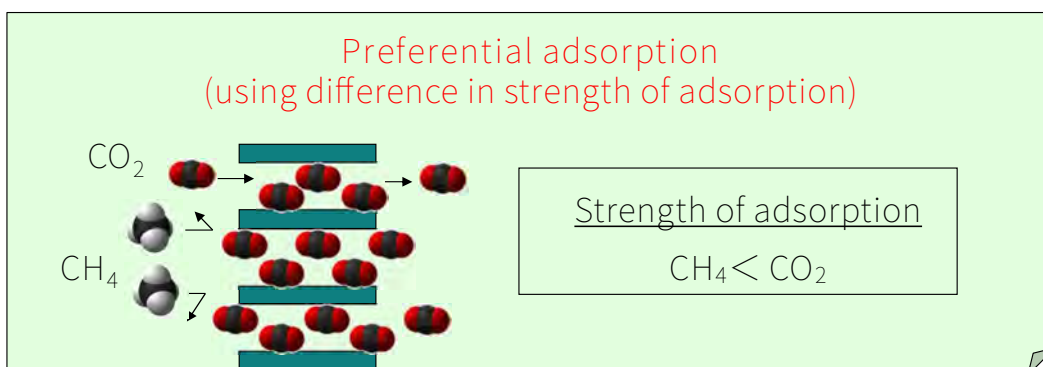 Preferential adsorption
(using difference in strength of adsorption)
CO₂
CH₄
Strength of adsorption
CH₄< CO₂